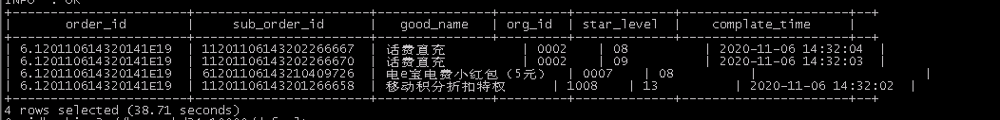 INFO  : OK
+------------------------+-----------------------+------------+---------+-------------+----------------------+--+
|        order_id        |     sub_order_id      | good_name  | org_id  | star_level  |    complate_time     |
+------------------------+-----------------------+------------+---------+-------------+----------------------+--+
| 6.120110614320141E19   | 11201106143202266667  | 话费直充       | 0002    | 08          | 2020-11-06 14:32:04  |
| 6.120110614320141E19   | 11201106143202266670  | 话费直充       | 0002    | 09          | 2020-11-06 14:32:03  |
| 6.120110614320141E19   | 61201106143210409726  | 电e宝电费小红包（5元）  | 0007    | 08          |                      |
| 6.120110614320141E19   | 11201106143201266658  | 移动积分折扣特权       | 1008    | 13          | 2020-11-06 14:32:02  |
+------------------------+-----------------------+------------+---------+-------------+----------------------+--+
4 rows selected (38.71 seconds)